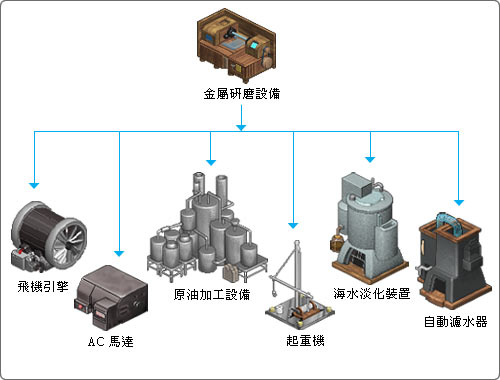 金屬研磨設備
飛機引擎
AC 馬達
原油加工設備
起重機
海水淡化裝置
自動濾水器